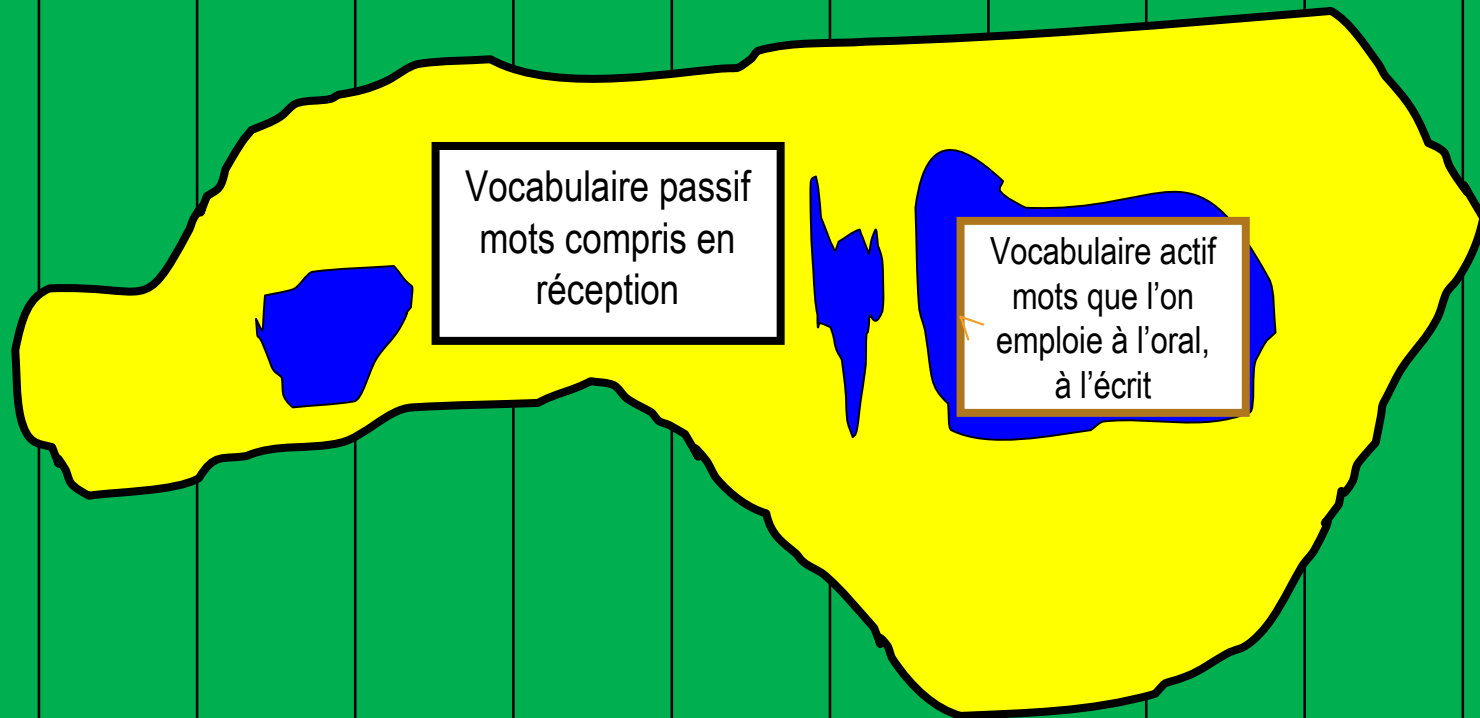 Vocabulaire passif
mots compris en
réception
Vocabulaire actif
mots que l’on
emploie à l’oral,
à l’écrit